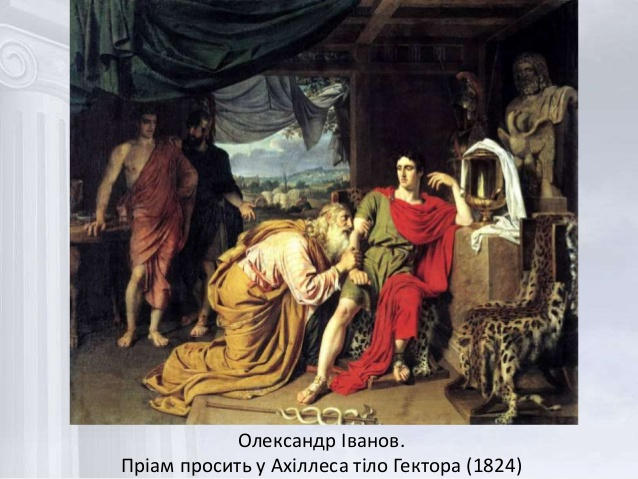 Олександр Іванов.
Пріам просить у Ахіллеса тіло Гектора (1824)